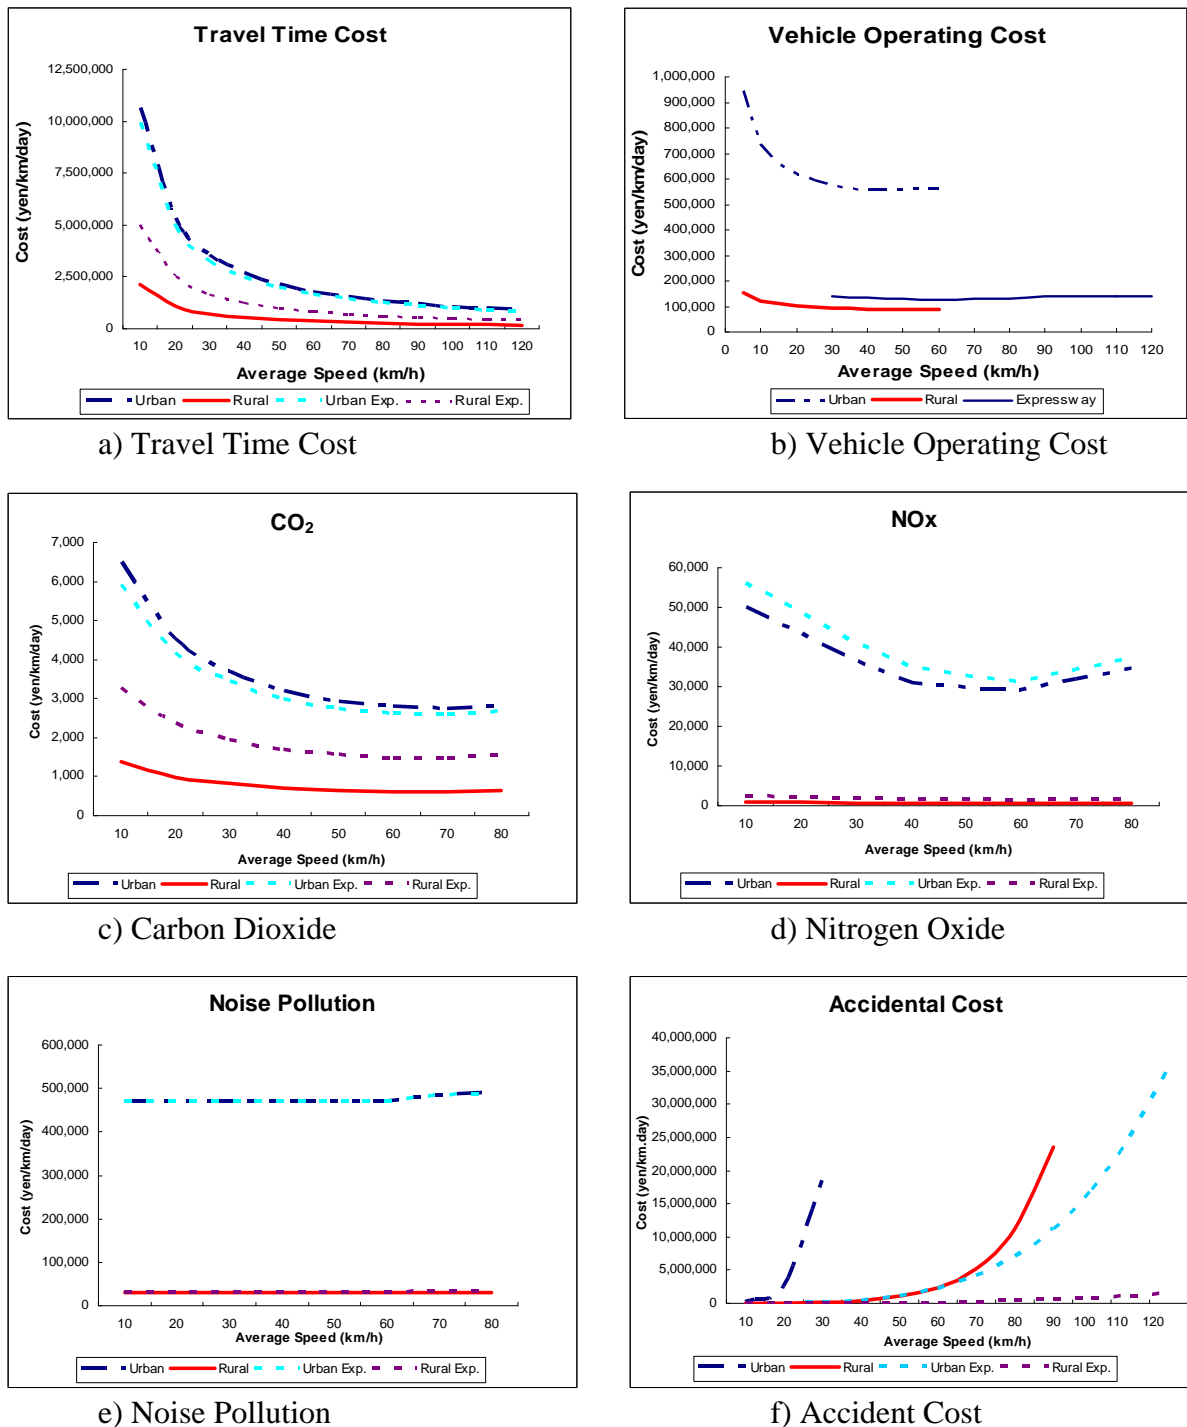 Travel Time Cost
Cost (yen/km/day)
12,500,000
10,000,000
7,500,000
5,000,000
2,500,000
0
10 20 30 40 50 60 70 80 90 100 110 120
Average Speed (km/h)
Urban Rural Urban Exp. Rural Exp.
a) Travel Time Cost
Vehicle Operating Cost
Cost (yen/km/day)
1,000,000
900,000
800,000
700,000
600,000
500,000
400,000
300,000
200,000
100,000
0
0 10 20 30 40 50 60 70 80 90 100 110 120
Average Speed (km/h)
Urban Rural Expressway
b) Vehicle Operating Cost
CO₂
Cost (yen/km/day)
7,000
6,000
5,000
4,000
3,000
2,000
1,000
0
10 20 30 40 50 60 70 80
Average Speed (km/h)
Urban Rural Urban Exp. Rural Exp.
c) Carbon Dioxide
NOx
Cost (yen/km/day)
60,000
50,000
40,000
30,000
20,000
10,000
0
10 20 30 40 50 60 70 80
Average Speed (km/h)
Urban Rural Urban Exp. Rural Exp.
d) Nitrogen Oxide
Noise Pollution
Cost (yen/km/day)
600,000
500,000
400,000
300,000
200,000
100,000
0
10 20 30 40 50 60 70 80
Average Speed (km/h)
Urban Rural Urban Exp. Rural Exp.
e) Noise Pollution
Accidental Cost
Cost (yen/km.day)
40,000,000
35,000,000
30,000,000
25,000,000
20,000,000
15,000,000
10,000,000
5,000,000
0
10 20 30 40 50 60 70 80 90 100 110 120
Average Speed (km/h)
Urban Rural Urban Exp. Rural Exp.
f) Accident Cost